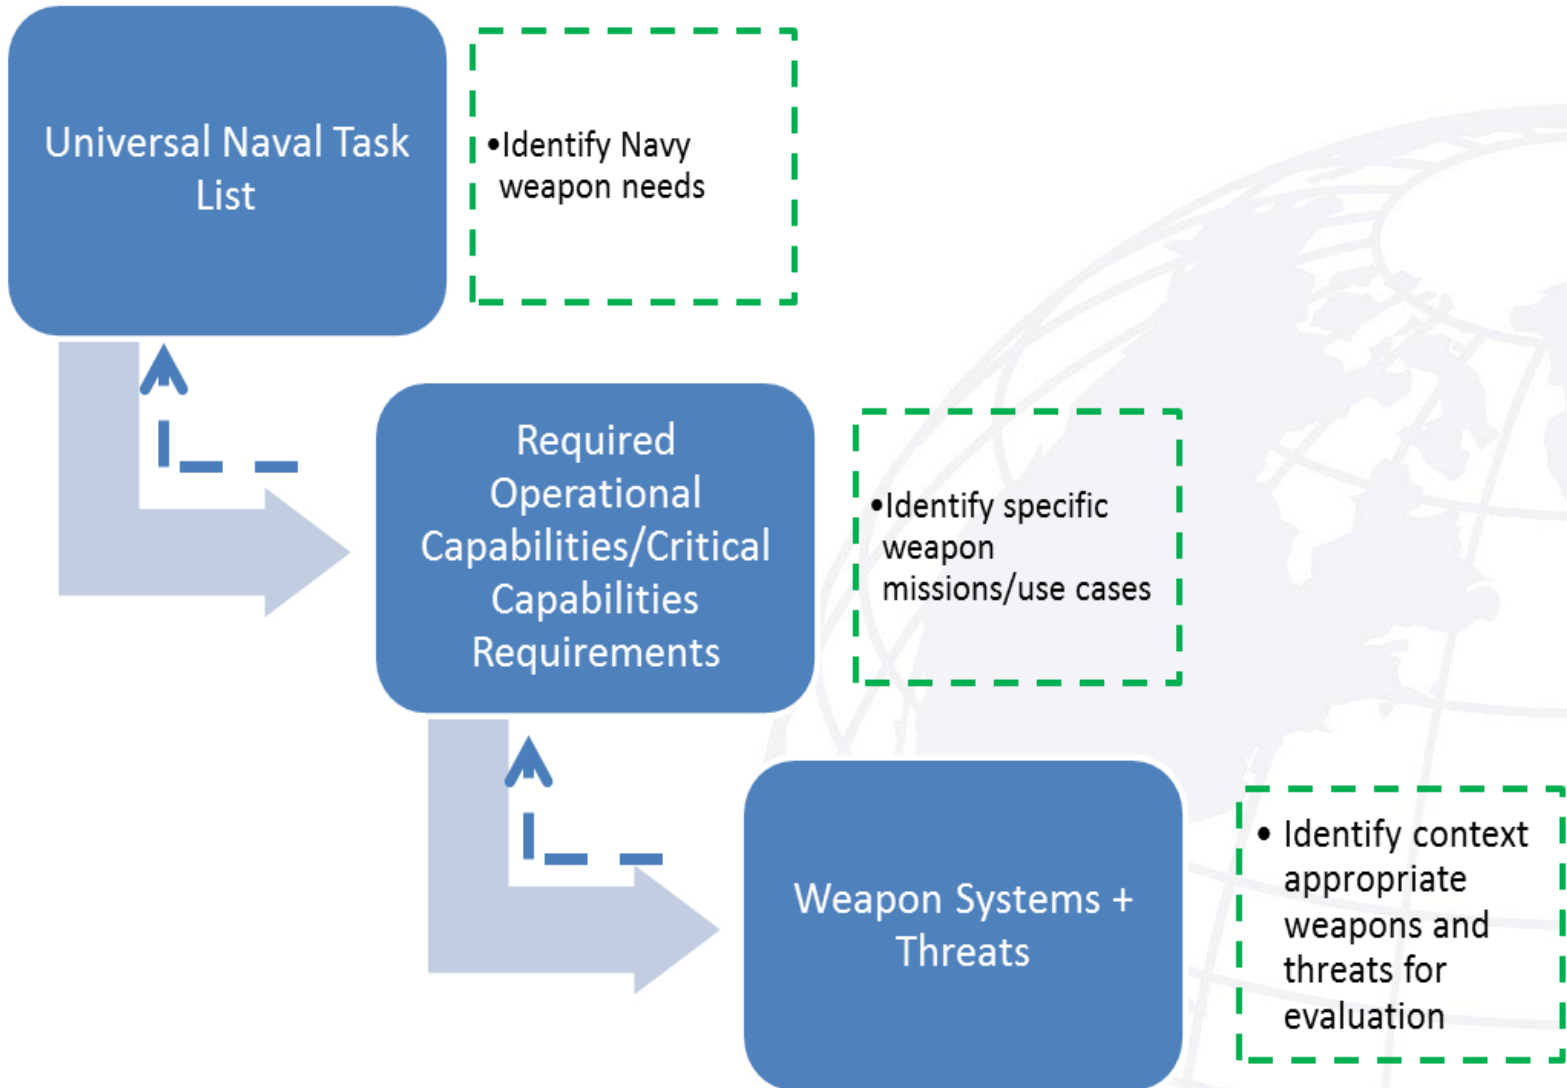 Universal Naval Task
List
•Identify Navy
weapon needs
Required
Operational
Capabilities/Critical
Capabilities
Requirements
•Identify specific
weapon
missions/use cases
Weapon Systems +
Threats
• Identify context
appropriate
weapons and
threats for
evaluation